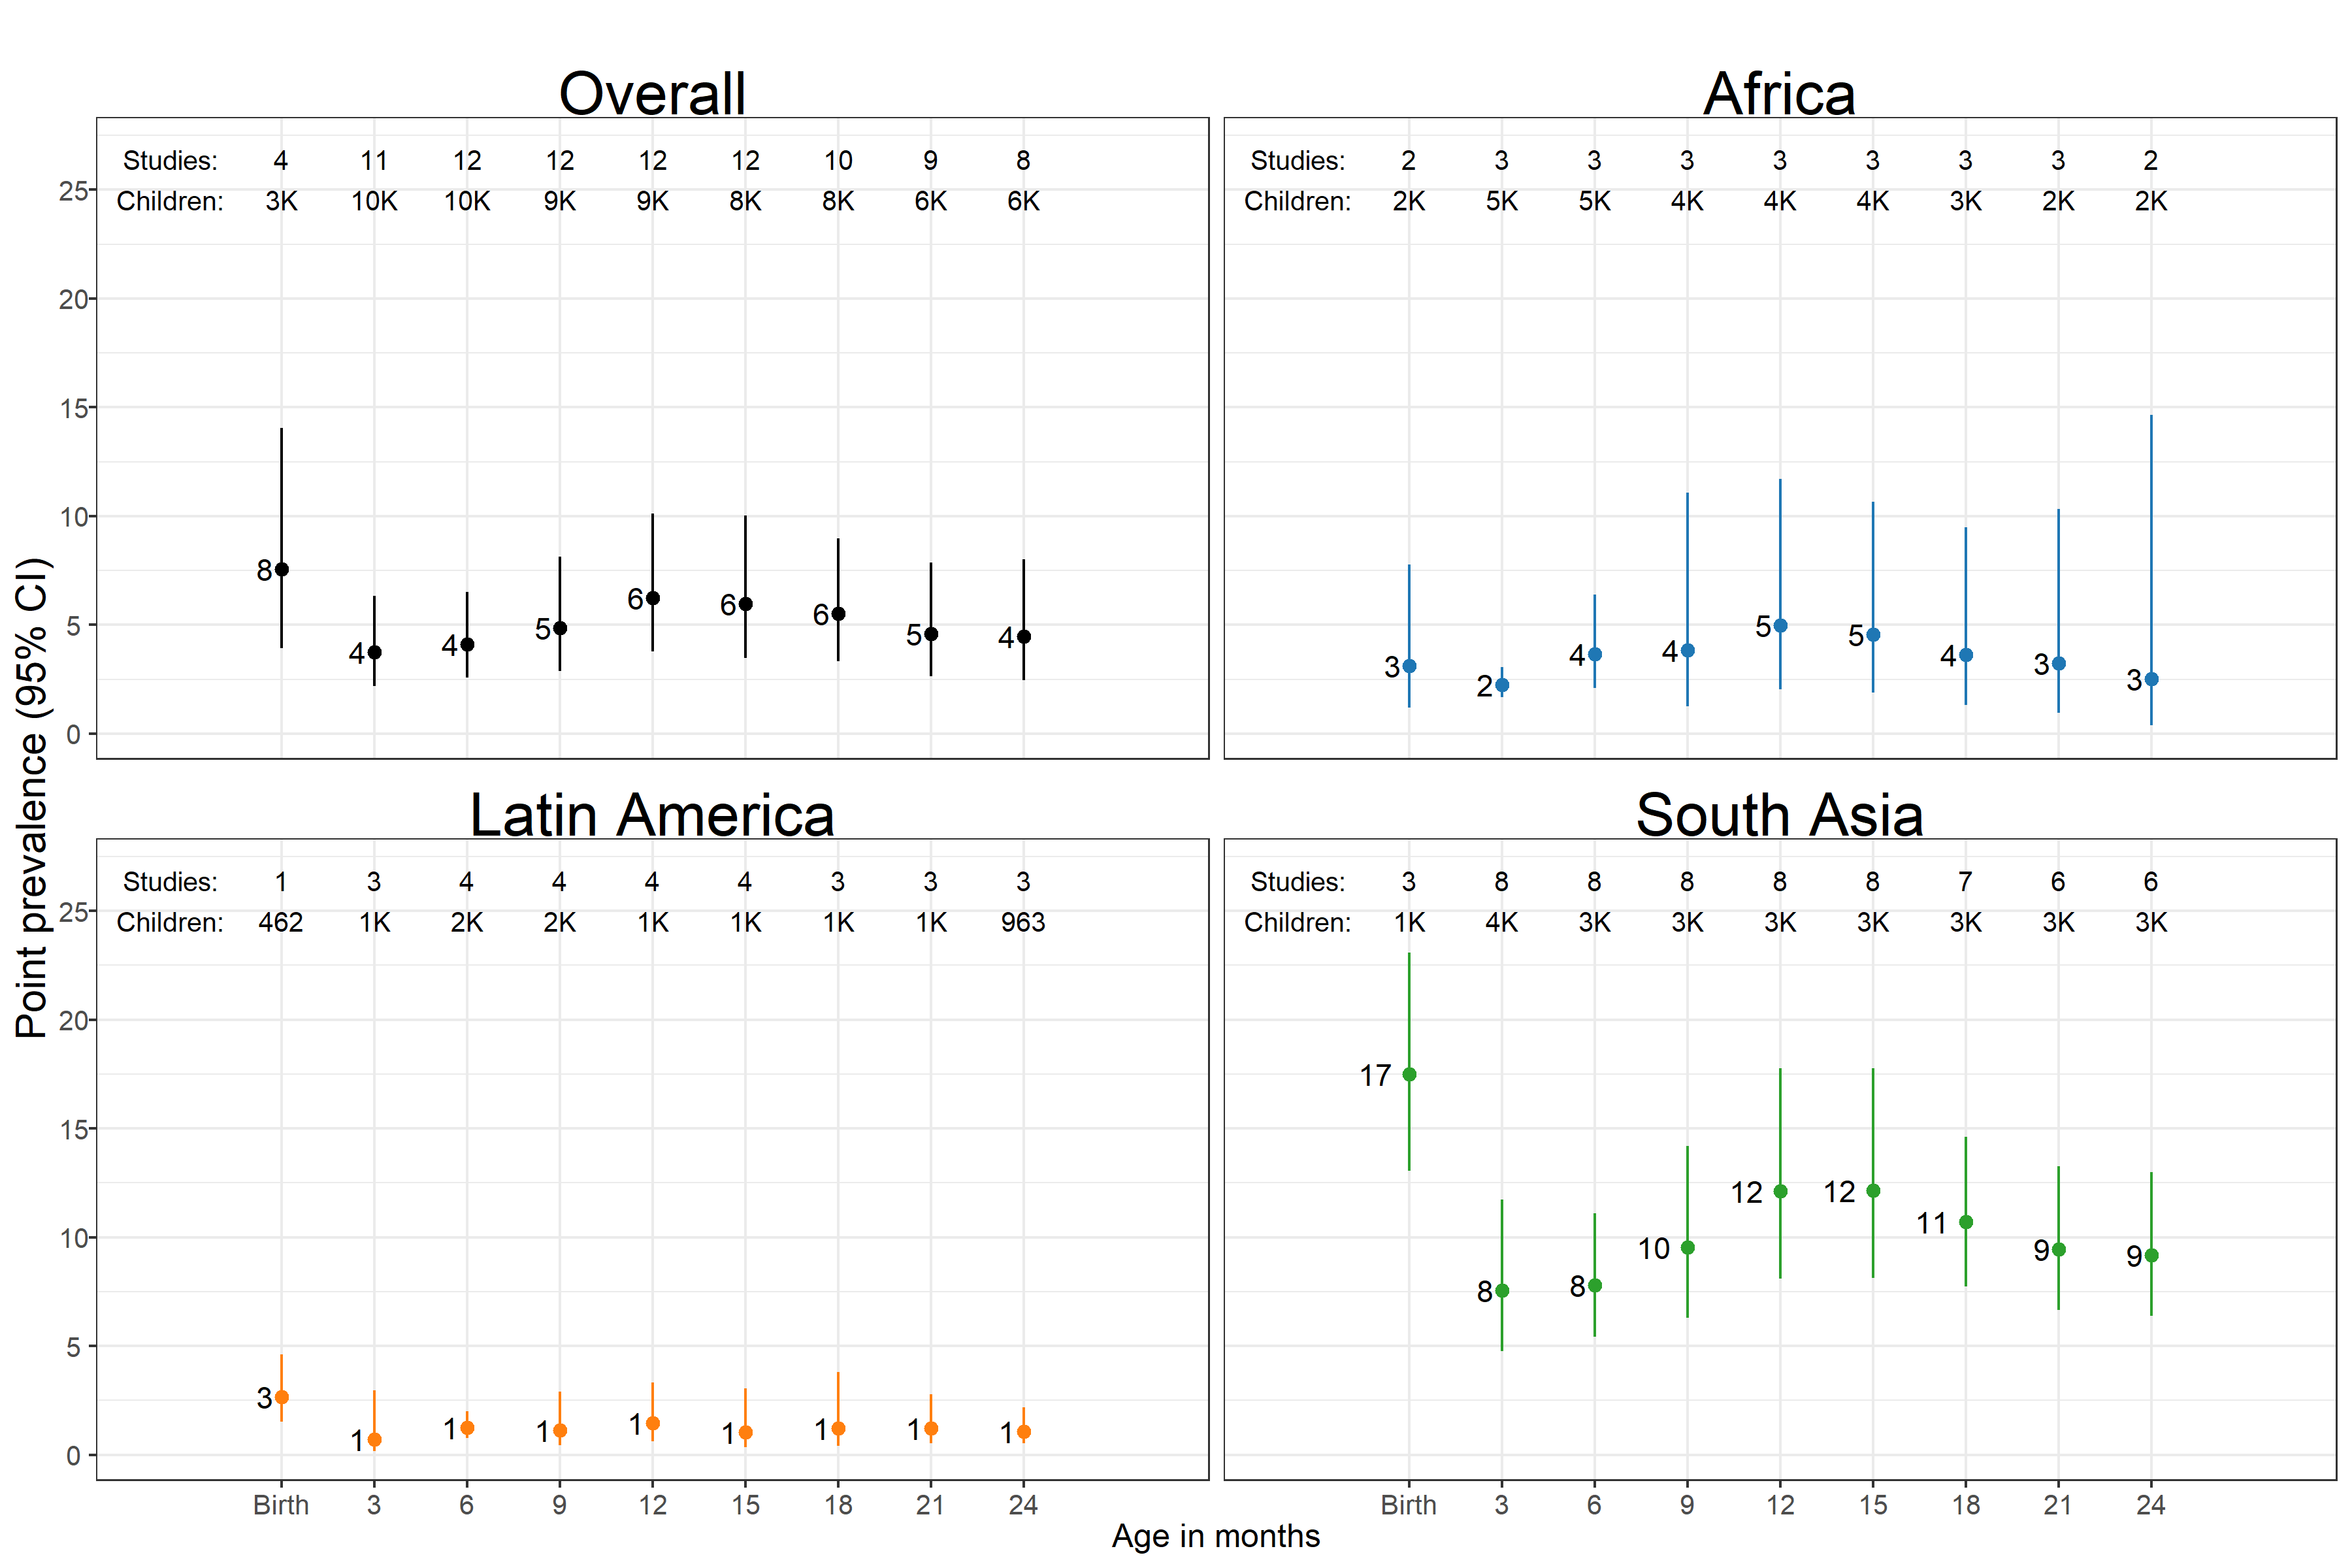 Overall
Studies: 4 11 12 12 12 12 10 9 8
Children: 3K 10K 10K 9K 9K 8K 8K 6K 6K
25
20
15
10
5
0
8 4 4 5 6 6 6 5 4
Africa
Studies: 2 3 3 3 3 3 3 3 2
Children: 2K 5K 5K 4K 4K 4K 3K 2K 2K
3 2 4 4 5 5 4 3 3
Point prevalence (95% CI)
Latin America
Studies: 1 3 4 4 4 4 3 3 3
Children: 462 1K 2K 2K 1K 1K 1K 1K 963
25
20
15
10
5
0
3 1 1 1 1 1 1 1 1
Birth 3 6 9 12 15 18 21 24
South Asia
Studies: 3 8 8 8 8 8 7 6 6
Children: 1K 4K 3K 3K 3K 3K 3K 3K 3K
17 8 8 10 12 12 11 9 9
Birth 3 6 9 12 15 18 21 24
Age in months